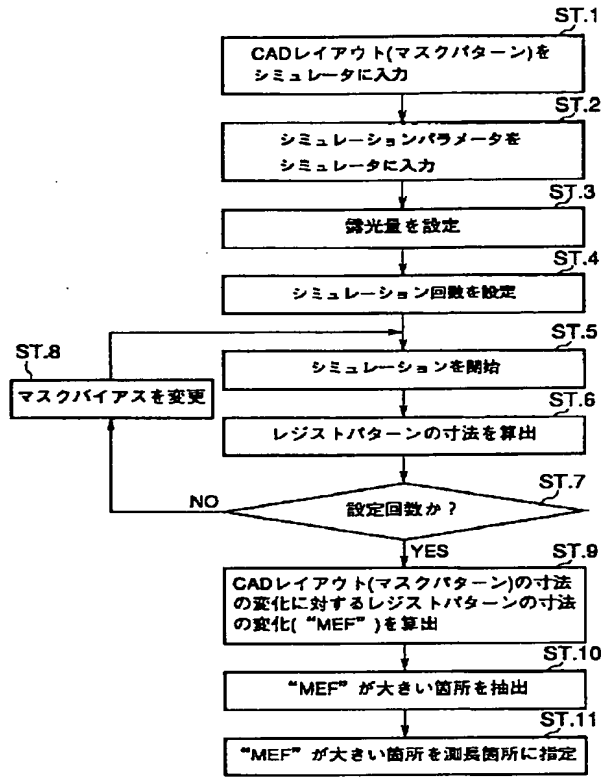 ST.1
CADレイアウト(マスクパターン)を
シミュレータに入力
ST.2
シミュレーションパラメータを
シミュレータに入力
ST.3
露光量を設定
ST.4
シミュレーション回数を設定
ST.5
シミュレーションを開始
ST.8
マスクバイアスを変更
ST.6
レジストパターンの寸法を算出
ST.7
設定回数か？
NO
YES
ST.9
CADレイアウト(マスクパターン)の寸法
の変化に対するレジストパターンの寸法
の変化(“MEF”)を算出
ST.10
“MEF”が大きい箇所を抽出
ST.11
“MEF”が大きい箇所を測長箇所に指定